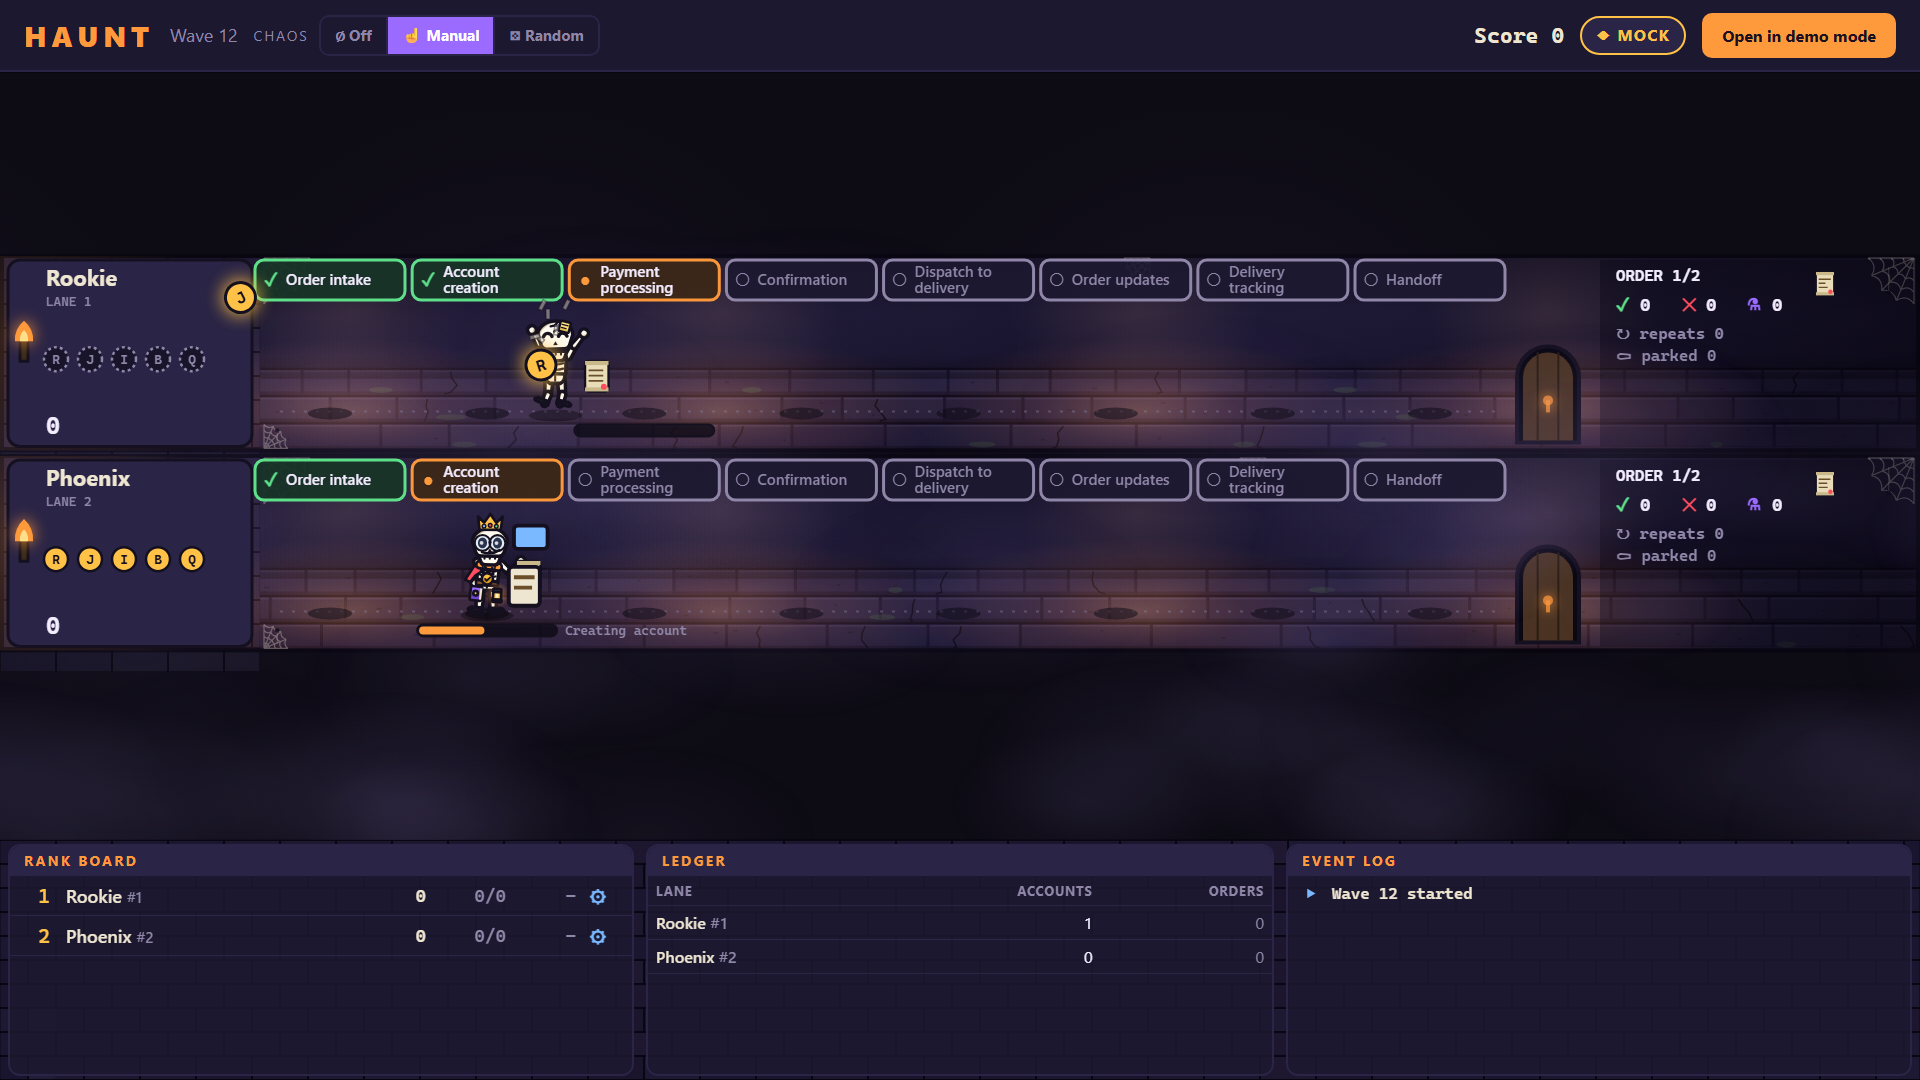 HAUNT Wave 12 CHAOS Ø Off Manual Random Score 0 MOCK Open in demo mode
Rookie
LANE 1
J
R J I B Q
0
✓ Order intake
✓ Account creation
Payment processing
Confirmation
Dispatch to delivery
Order updates
Delivery tracking
Handoff
R
ORDER 1/2
✓ 0 ✕ 0 0
↻ repeats 0
parked 0
Phoenix
LANE 2
R J I B Q
0
✓ Order intake
Account creation
Payment processing
Confirmation
Dispatch to delivery
Order updates
Delivery tracking
Handoff
Creating account
ORDER 1/2
✓ 0 ✕ 0 0
↻ repeats 0
parked 0
RANK BOARD
1 Rookie #1 0 0/0 –
2 Phoenix #2 0 0/0 –
LEDGER
LANE ACCOUNTS ORDERS
Rookie #1 1 0
Phoenix #2 0 0
EVENT LOG
Wave 12 started